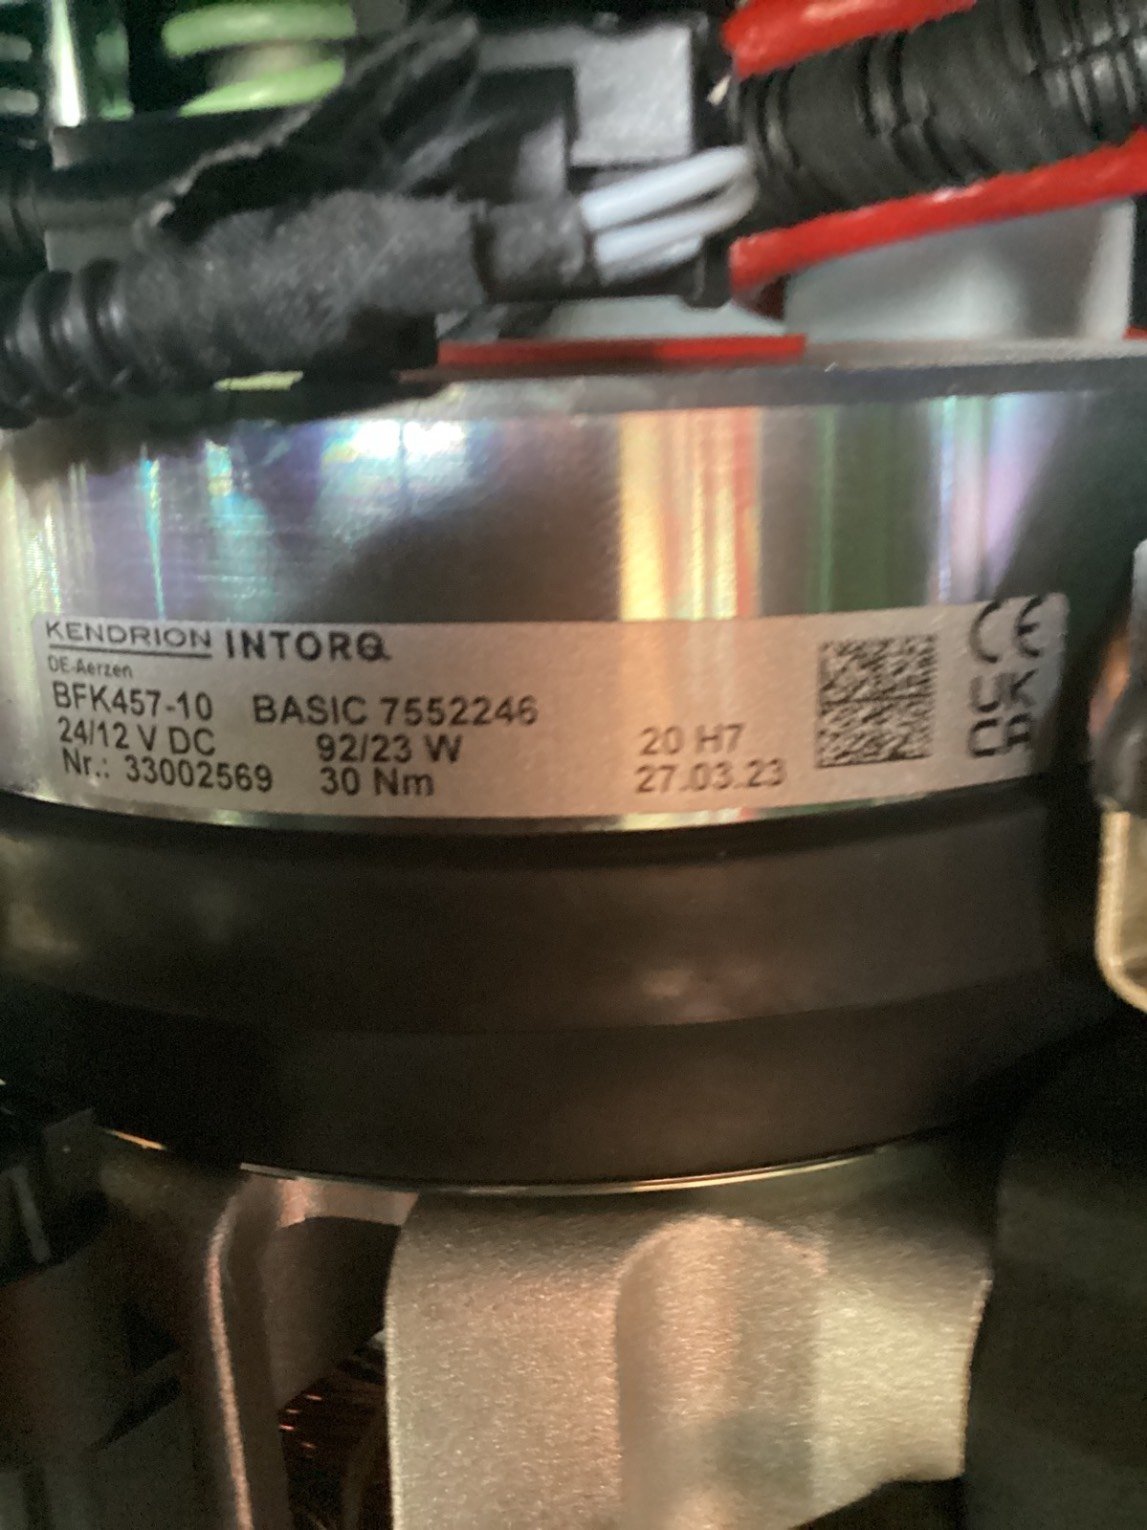 KENDRION INTORQ
DE-Aerzen
BFK457-10 BASIC 7552246
24/12 V DC 92/23 W 20 H7
Nr.: 33002569 30 Nm 27.03.23
CE
UK
CA